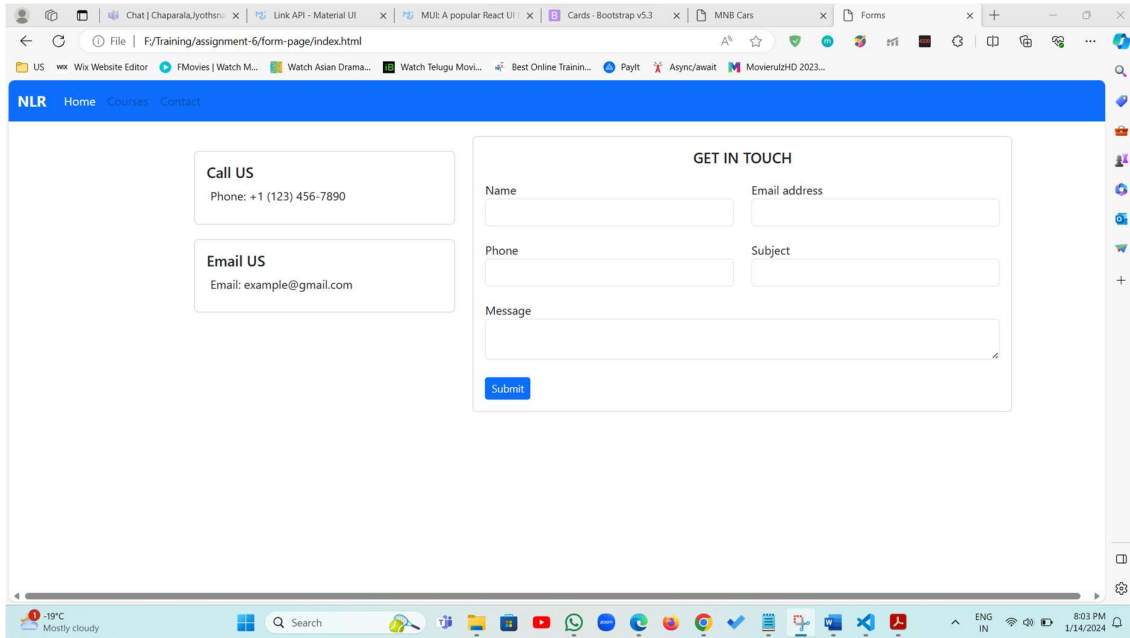 Chat | Chaparala,Jyothsna
Link API - Material UI
MUI: A popular React UI
B Cards · Bootstrap v5.3
MNB Cars
Forms
File | F:/Training/assignment-6/form-page/index.html
US
WIX Wix Website Editor
FMovies | Watch M...
Watch Asian Drama...
iB Watch Telugu Movi...
Best Online Trainin...
PayIt
Async/await
MovierulzHD 2023...
NLR Home Courses Contact
Call US
Phone: +1 (123) 456-7890
Email US
Email: example@gmail.com
GET IN TOUCH
Name Email address
Phone Subject
Message
Submit
1
-19°C
Mostly cloudy
Search
zoom
ENG
IN
8:03 PM
1/14/2024